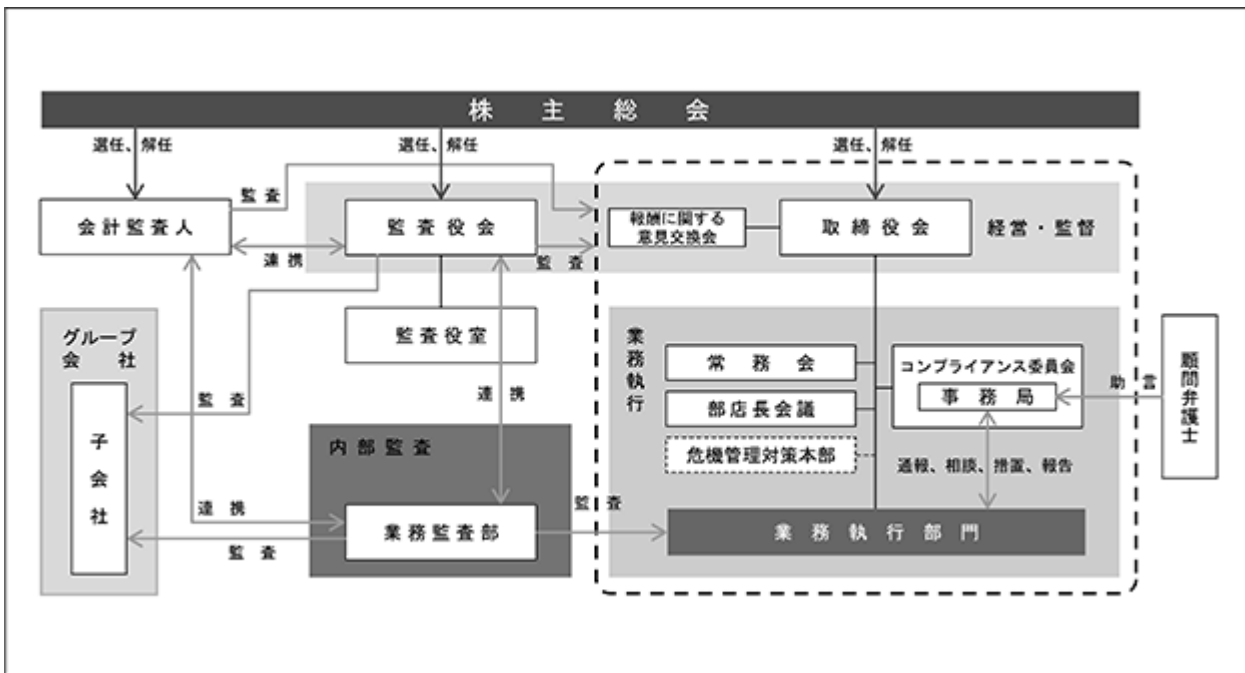 株主総会
選任、解任
選任、解任
選任、解任
監査
会計監査人
監査役会
報酬に関する
意見交換会
取締役会
経営・監督
連携
監査
グループ
会社
監査役室
業務執行
常務会
コンプライアンス委員会
事務局
助言
顧問弁護士
監査
連携
部店長会議
子会社
内部監査
危機管理対策本部
通報、相談、措置、報告
連携
業務監査部
監査
業務執行部門
監査